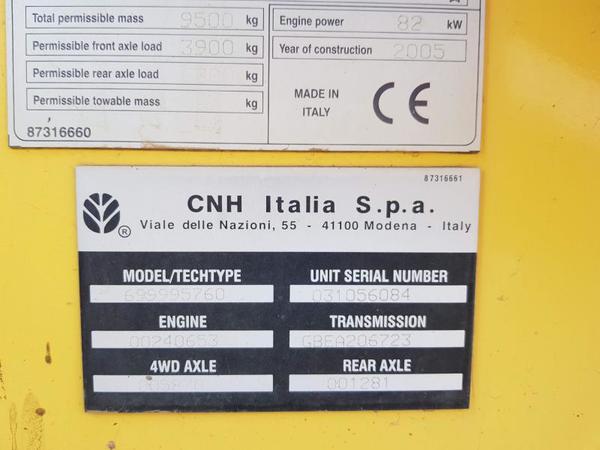 Total permissible mass 9500 kg
Permissible front axle load 3900 kg
Permissible rear axle load kg
Permissible towable mass kg
87316660
Engine power 82 kW
Year of construction 2005
MADE IN
ITALY
CE
87316661
CNH Italia S.p.a.
Viale delle Nazioni, 55 - 41100 Modena - Italy
®
MODEL/TECHTYPE
699995760
UNIT SERIAL NUMBER
031056084
ENGINE
00240653
TRANSMISSION
GBEA206723
4WD AXLE
REAR AXLE
001281